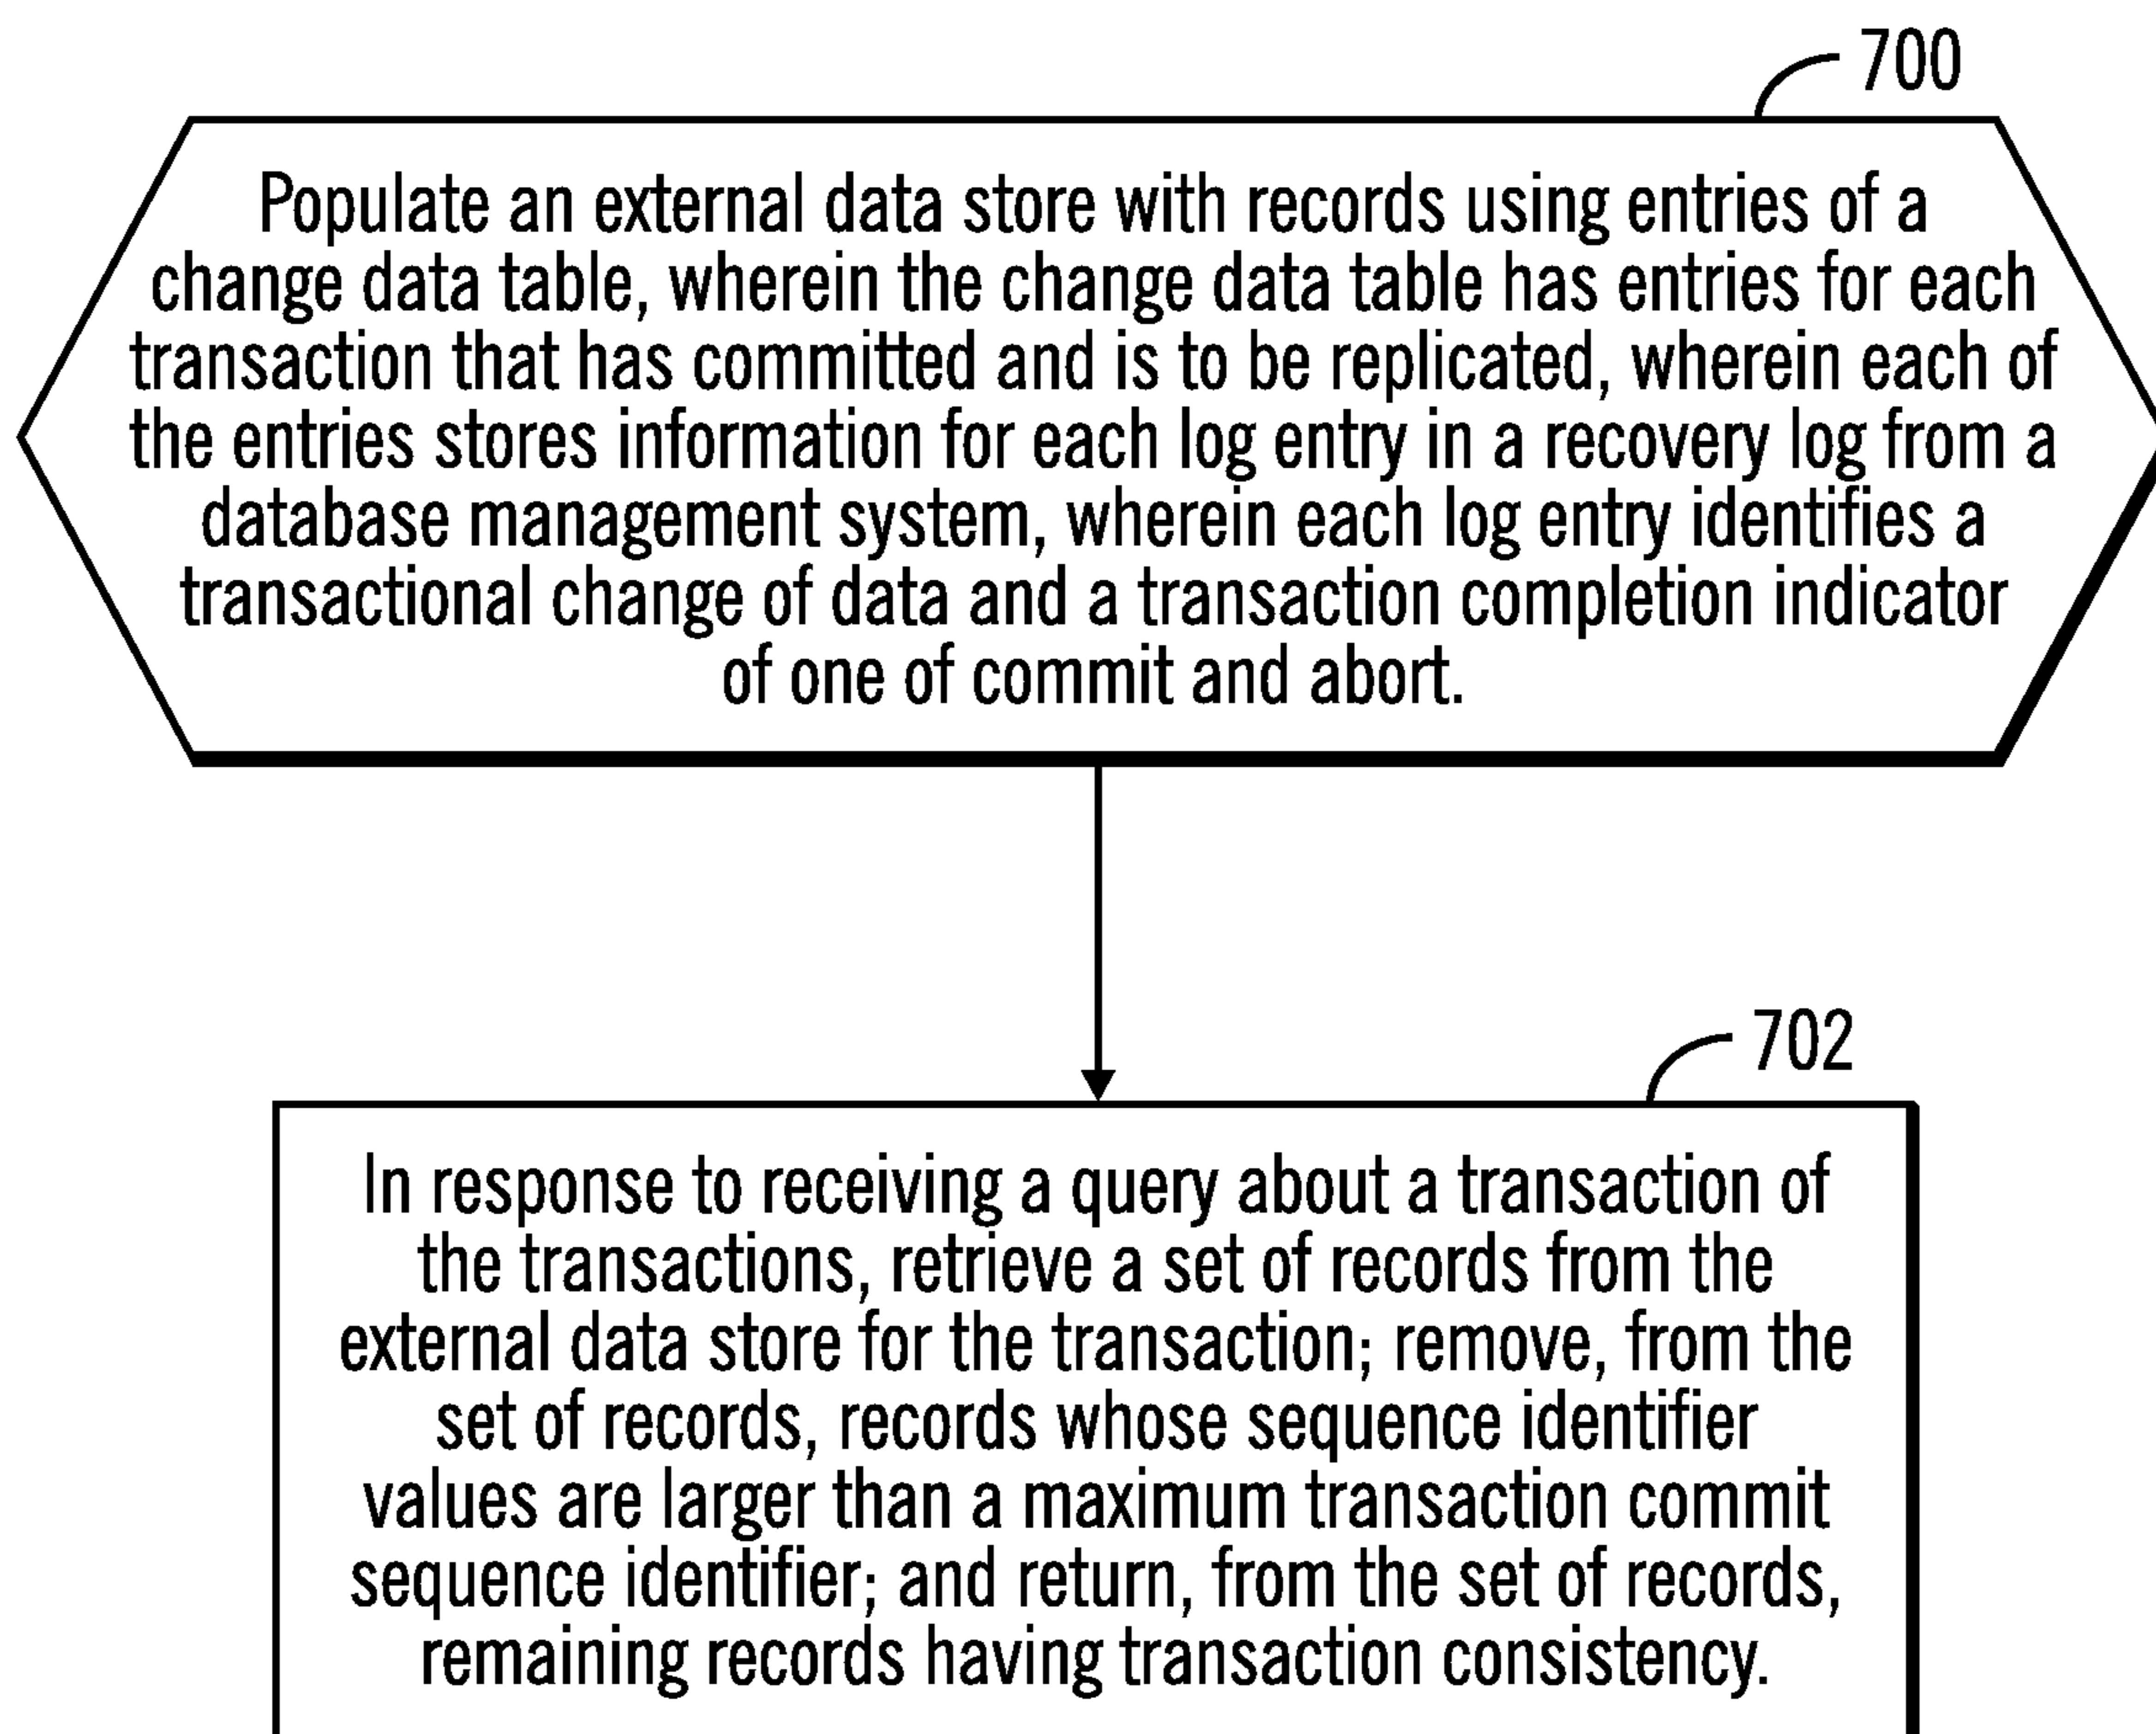 700
Populate an external data store with records using entries of a
change data table, wherein the change data table has entries for each
transaction that has committed and is to be replicated, wherein each of
the entries stores information for each log entry in a recovery log from a
database management system, wherein each log entry identifies a
transactional change of data and a transaction completion indicator
of one of commit and abort.
702
In response to receiving a query about a transaction of
the transactions, retrieve a set of records from the
external data store for the transaction; remove, from the
set of records, records whose sequence identifier
values are larger than a maximum transaction commit
sequence identifier; and return, from the set of records,
remaining records having transaction consistency.